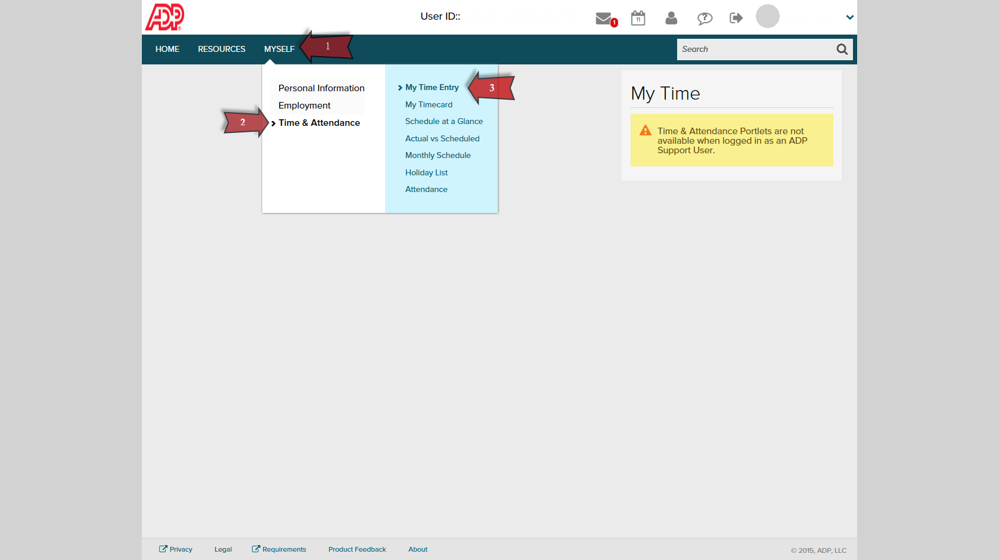 ADP
User ID::
1
11
HOME
RESOURCES
MYSELF
1
Search
Personal Information
Employment
2
Time & Attendance
My Time Entry
3
My Timecard
Schedule at a Glance
Actual vs Scheduled
Monthly Schedule
Holiday List
Attendance
My Time
Time & Attendance Portlets are not
available when logged in as an ADP
Support User.
Privacy
Legal
Requirements
Product Feedback
About
© 2015, ADP, LLC